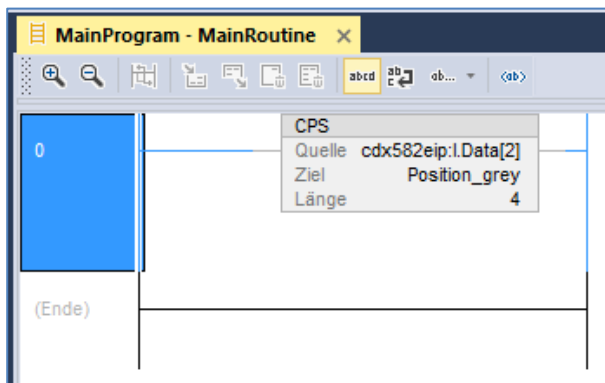 MainProgram - MainRoutine
abcd ab c ab... <ab>
0
CPS
Quelle cdx582eip:I.Data[2]
Ziel Position_grey
Länge 4
(Ende)